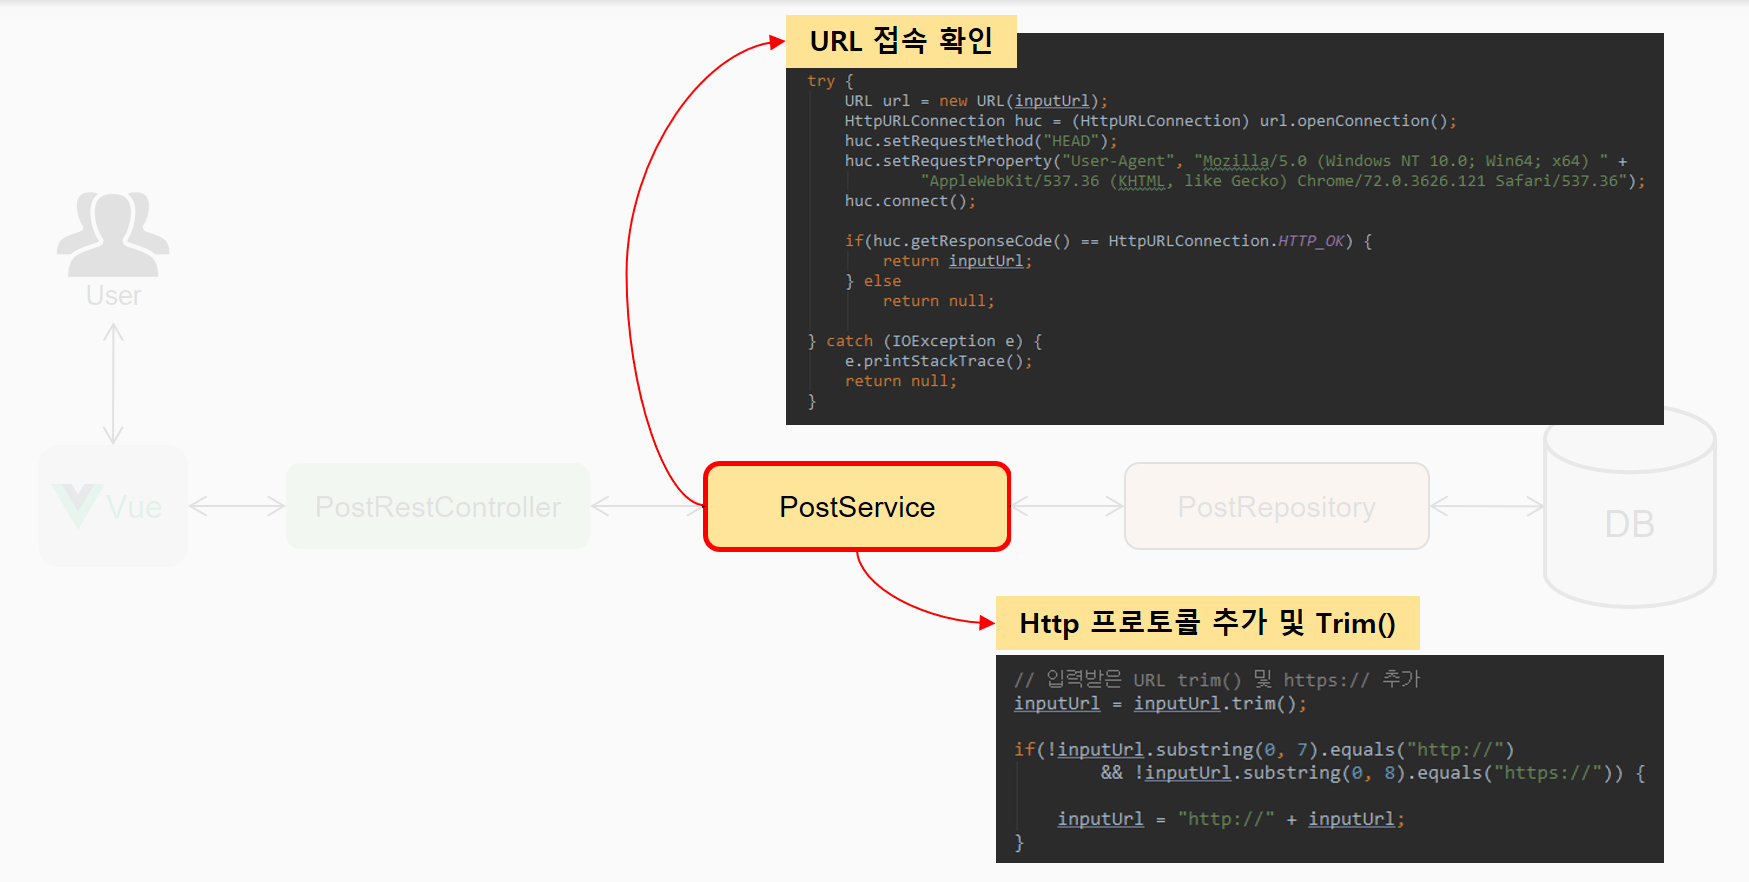 URL 접속 확인
try {
URL url = new URL(inputUrl);
HttpURLConnection huc = (HttpURLConnection) url.openConnection();
huc.setRequestMethod("HEAD");
huc.setRequestProperty("User-Agent", "Mozilla/5.0 (Windows NT 10.0; Win64; x64) " +
"AppleWebKit/537.36 (KHTML, like Gecko) Chrome/72.0.3626.121 Safari/537.36");
huc.connect();
if(huc.getResponseCode() == HttpURLConnection.HTTP_OK) {
return inputUrl;
} else
return null;
} catch (IOException e) {
e.printStackTrace();
return null;
}
User
Vue
PostRestController
PostService
PostRepository
DB
Http 프로토콜 추가 및 Trim()
// 입력받은 URL trim() 및 https:// 추가
inputUrl = inputUrl.trim();
if(!inputUrl.substring(0, 7).equals("http://")
&& !inputUrl.substring(0, 8).equals("https://")) {
inputUrl = "http://" + inputUrl;
}